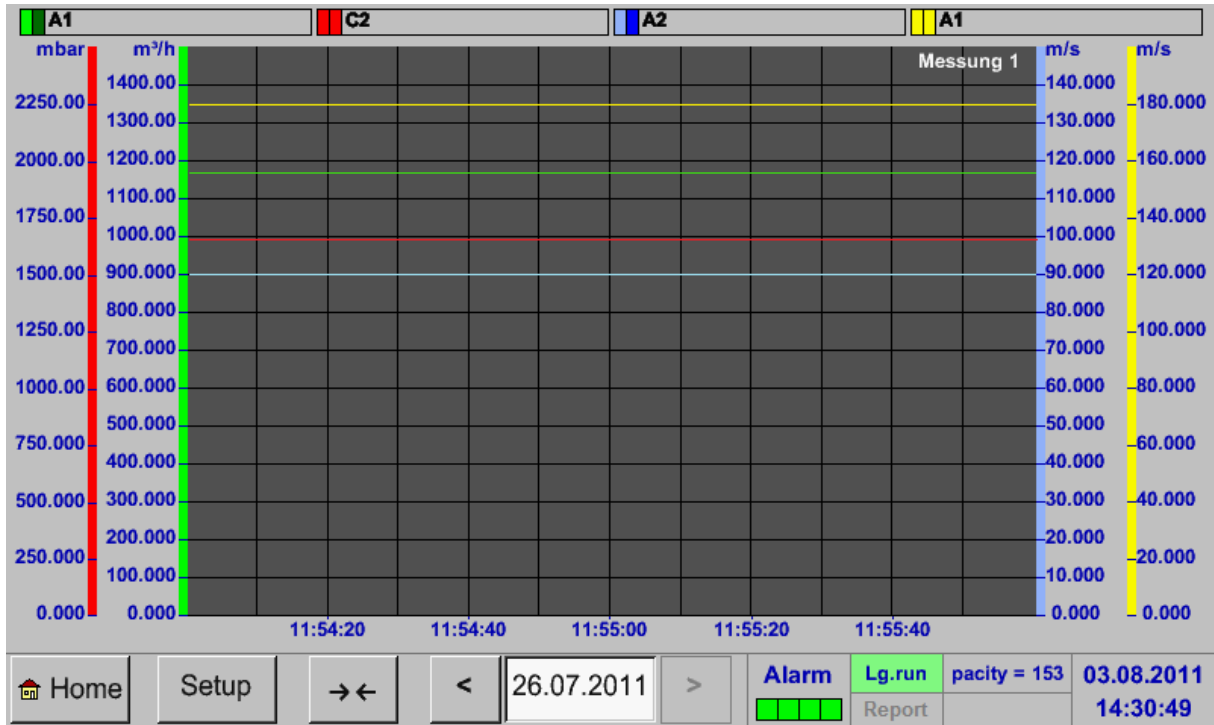 A1 C2 A2 A1
mbar m³/h m/s m/s
Messung 1
1400.00 140.000
2250.00 180.000
1300.00 130.000
2000.00 1200.00 120.000 160.000
1100.00 110.000
1750.00 140.000
1000.00 100.000
1500.00 900.000 90.000 120.000
800.000 80.000
1250.00 100.000
700.000 70.000
1000.00 600.000 60.000 80.000
500.000 50.000
750.000 60.000
400.000 40.000
500.000 300.000 30.000 40.000
200.000 20.000
250.000 20.000
100.000 10.000
0.000 0.000 0.000 0.000
11:54:20 11:54:40 11:55:00 11:55:20 11:55:40
Home Setup →← < 26.07.2011 > Alarm Lg.run pacity = 153 03.08.2011
Report 14:30:49